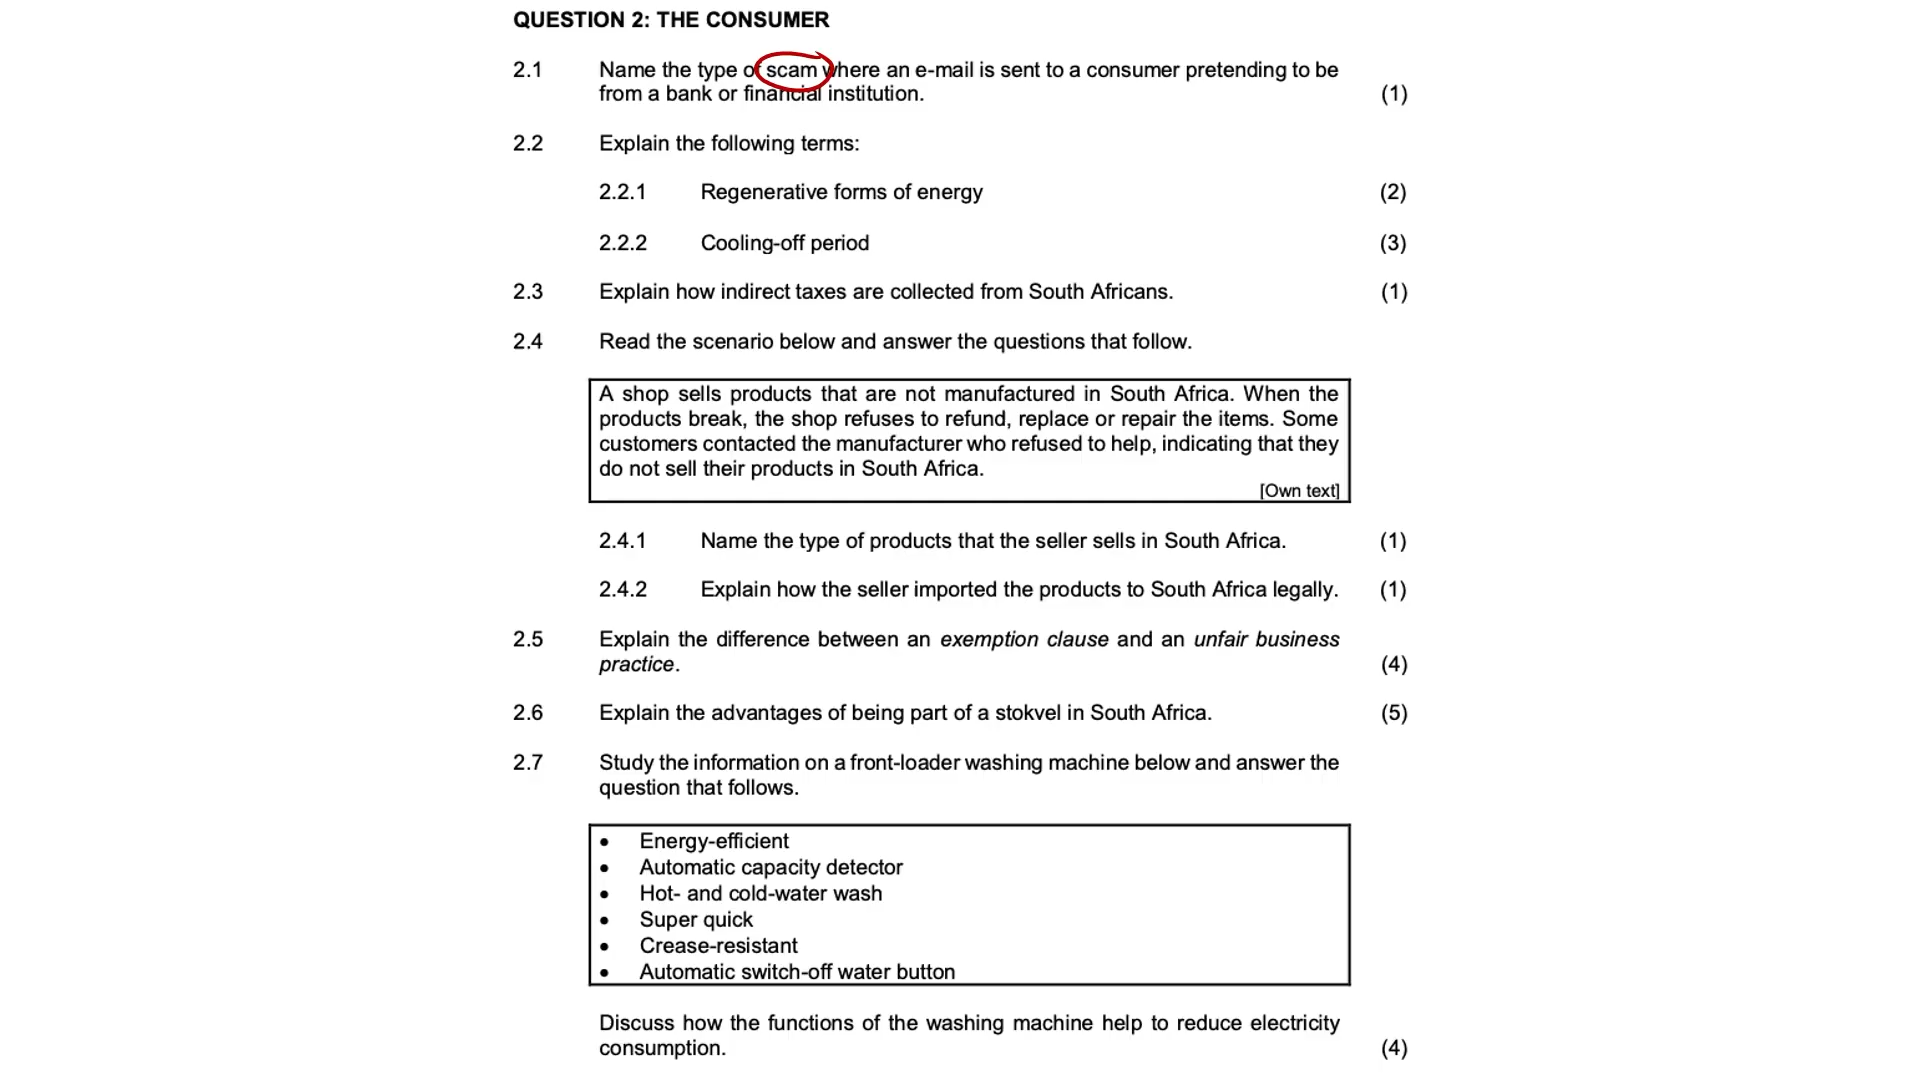 QUESTION 2: THE CONSUMER
2.1 Name the type of scam where an e-mail is sent to a consumer pretending to be
from a bank or financial institution. (1)
2.2 Explain the following terms:
2.2.1 Regenerative forms of energy (2)
2.2.2 Cooling-off period (3)
2.3 Explain how indirect taxes are collected from South Africans. (1)
2.4 Read the scenario below and answer the questions that follow.
A shop sells products that are not manufactured in South Africa. When the
products break, the shop refuses to refund, replace or repair the items. Some
customers contacted the manufacturer who refused to help, indicating that they
do not sell their products in South Africa.
[Own text]
2.4.1 Name the type of products that the seller sells in South Africa. (1)
2.4.2 Explain how the seller imported the products to South Africa legally. (1)
2.5 Explain the difference between an exemption clause and an unfair business
practice. (4)
2.6 Explain the advantages of being part of a stokvel in South Africa. (5)
2.7 Study the information on a front-loader washing machine below and answer the
question that follows.
• Energy-efficient
• Automatic capacity detector
• Hot- and cold-water wash
• Super quick
• Crease-resistant
• Automatic switch-off water button
Discuss how the functions of the washing machine help to reduce electricity
consumption. (4)